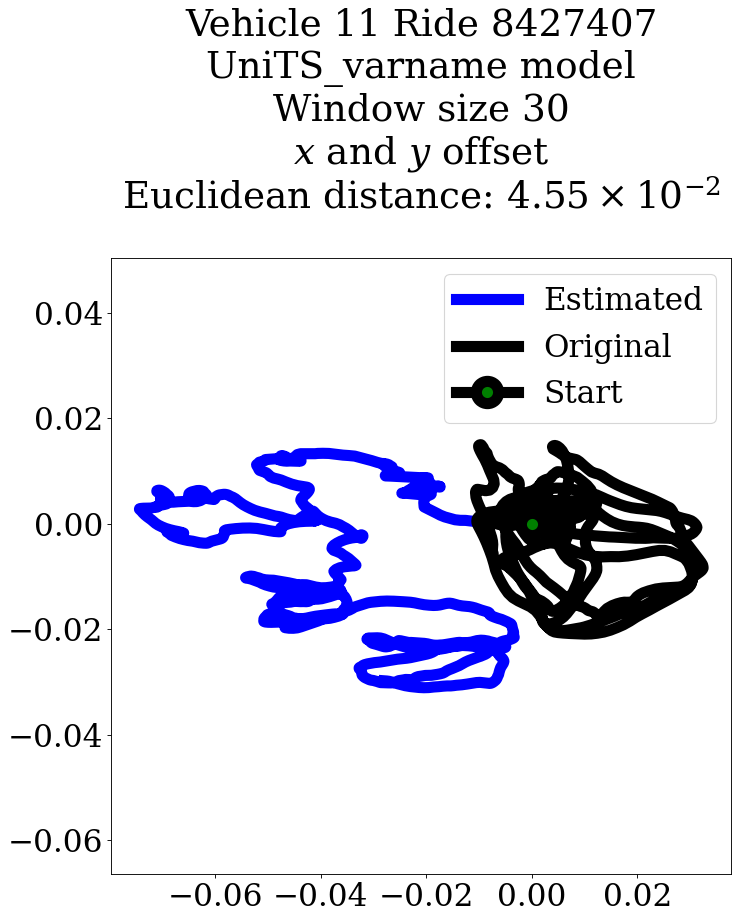 Vehicle 11 Ride 8427407
UniTS_varname model
Window size 30
x and y offset
Euclidean distance: 4.55 × 10⁻²
Estimated
Original
Start
0.04
0.02
0.00
−0.02
−0.04
−0.06
−0.06 −0.04 −0.02 0.00 0.02